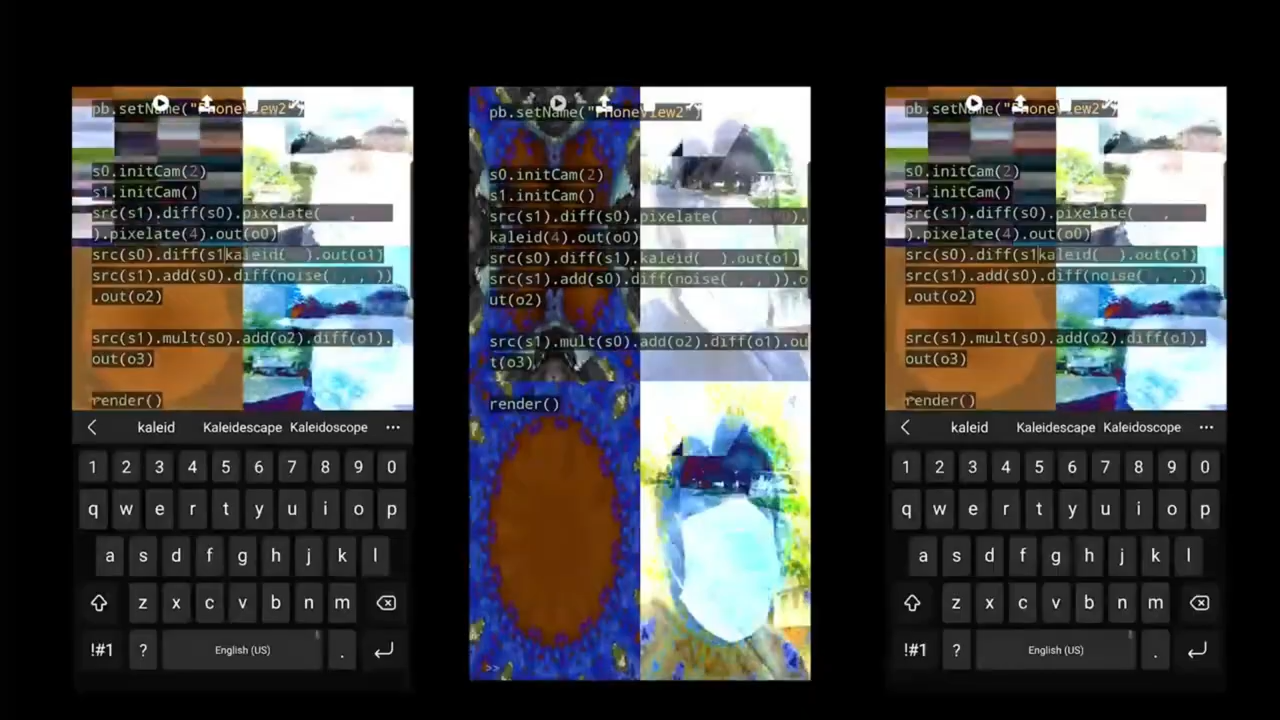 pb.setName("PhoneView2")
s0.initCam(2)
s1.initCam()
src(s1).diff(s0).pixelate( ,
).pixelate(4).out(o0)
src(s0).diff(s1kaleid( ).out(o1)
src(s1).add(s0).diff(noise( , , ))
.out(o2)
src(s1).mult(s0).add(o2).diff(o1).
out(o3)
render()
kaleid Kaleidescape Kaleidoscope ...
1 2 3 4 5 6 7 8 9 0
q w e r t y u i o p
a s d f g h j k l
z x c v b n m
!#1 ? English (US) .
pb.setName("PhoneView2")
s0.initCam(2)
s1.initCam()
src(s1).diff(s0).pixelate( , ).
kaleid(4).out(o0)
src(s0).diff(s1).kaleid( ).out(o1)
src(s1).add(s0).diff(noise( , , )).o
ut(o2)
src(s1).mult(s0).add(o2).diff(o1).ou
t(o3)
render()
>>
pb.setName("PhoneView2")
s0.initCam(2)
s1.initCam()
src(s1).diff(s0).pixelate( ,
).pixelate(4).out(o0)
src(s0).diff(s1kaleid( ).out(o1)
src(s1).add(s0).diff(noise( , , ))
.out(o2)
src(s1).mult(s0).add(o2).diff(o1).
out(o3)
render()
kaleid Kaleidescape Kaleidoscope ...
1 2 3 4 5 6 7 8 9 0
q w e r t y u i o p
a s d f g h j k l
z x c v b n m
!#1 ? English (US) .